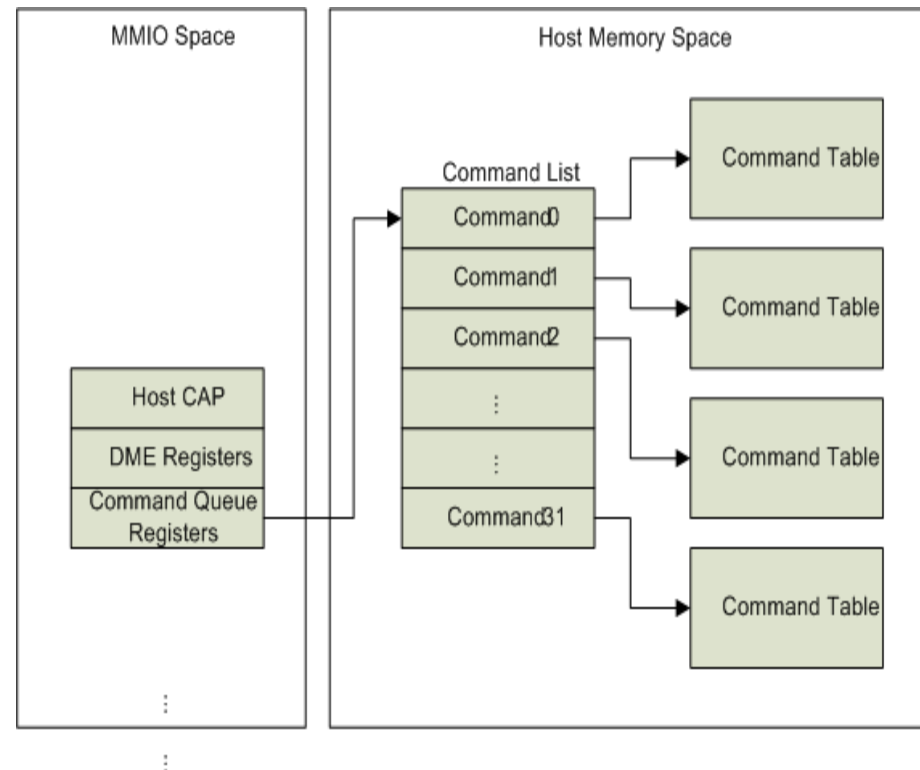 MMIO Space
Host Memory Space
Command List
Command0
Command1
Command2
⋮
⋮
Command31
Command Table
Command Table
Command Table
Command Table
Host CAP
DME Registers
Command Queue
Registers
⋮
⋮